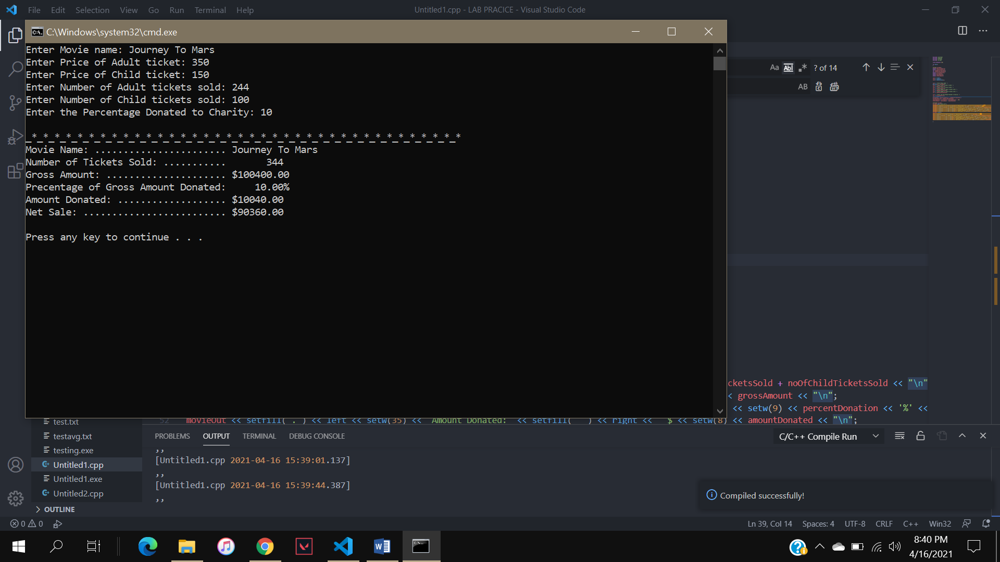 File Edit Selection View Go Run Terminal Help
Untitled1.cpp - LAB PRACICE - Visual Studio Code
C:\Windows\system32\cmd.exe
Enter Movie name: Journey To Mars
Enter Price of Adult ticket: 350
Enter Price of Child ticket: 150
Enter Number of Adult tickets sold: 244
Enter Number of Child tickets sold: 100
Enter the Percentage Donated to Charity: 10
_*_*_*_*_*_*_*_*_*_*_*_*_*_*_*_*_*_*_*_*_*_*_*_*_*_*_*_*_*_*_*_*_*_*_*_*_*_*
Movie Name: ....................... Journey To Mars
Number of Tickets Sold: ...........       344
Gross Amount: ..................... $100400.00
Precentage of Gross Amount Donated:     10.00%
Amount Donated: ................... $10040.00
Net Sale: ......................... $90360.00
Press any key to continue . . .
Aa Abl .* ? of 14
AB
cketsSold + noOfChildTicketsSold << "\n"
< grossAmount << "\n";
<< setw(9) << percentDonation << '%' <<
52 movieOut << setfill('.') << left << setw(35) << "Amount Donated: " << setfill(' ') << right << "$" << setw(8) << amountDonated << "\n";
test.txt
testavg.txt
testing.exe
Untitled1.cpp
Untitled1.exe
Untitled2.cpp
OUTLINE
PROBLEMS OUTPUT TERMINAL DEBUG CONSOLE
C/C++ Compile Run
,,
[Untitled1.cpp 2021-04-16 15:39:01.137]
,,
[Untitled1.cpp 2021-04-16 15:39:44.387]
,,
Compiled successfully!
0 0
Ln 39, Col 14 Spaces: 4 UTF-8 CRLF C++ Win32
8:40 PM
4/16/2021